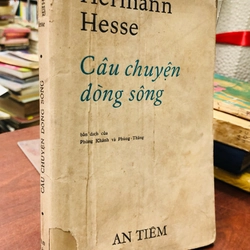 Hermann
Hesse
Câu chuyện
dòng sông
bản dịch của
Phùng Khánh và Phùng Thăng
AN TIÊM
CÂU CHUYỆN DÒNG SÔNG